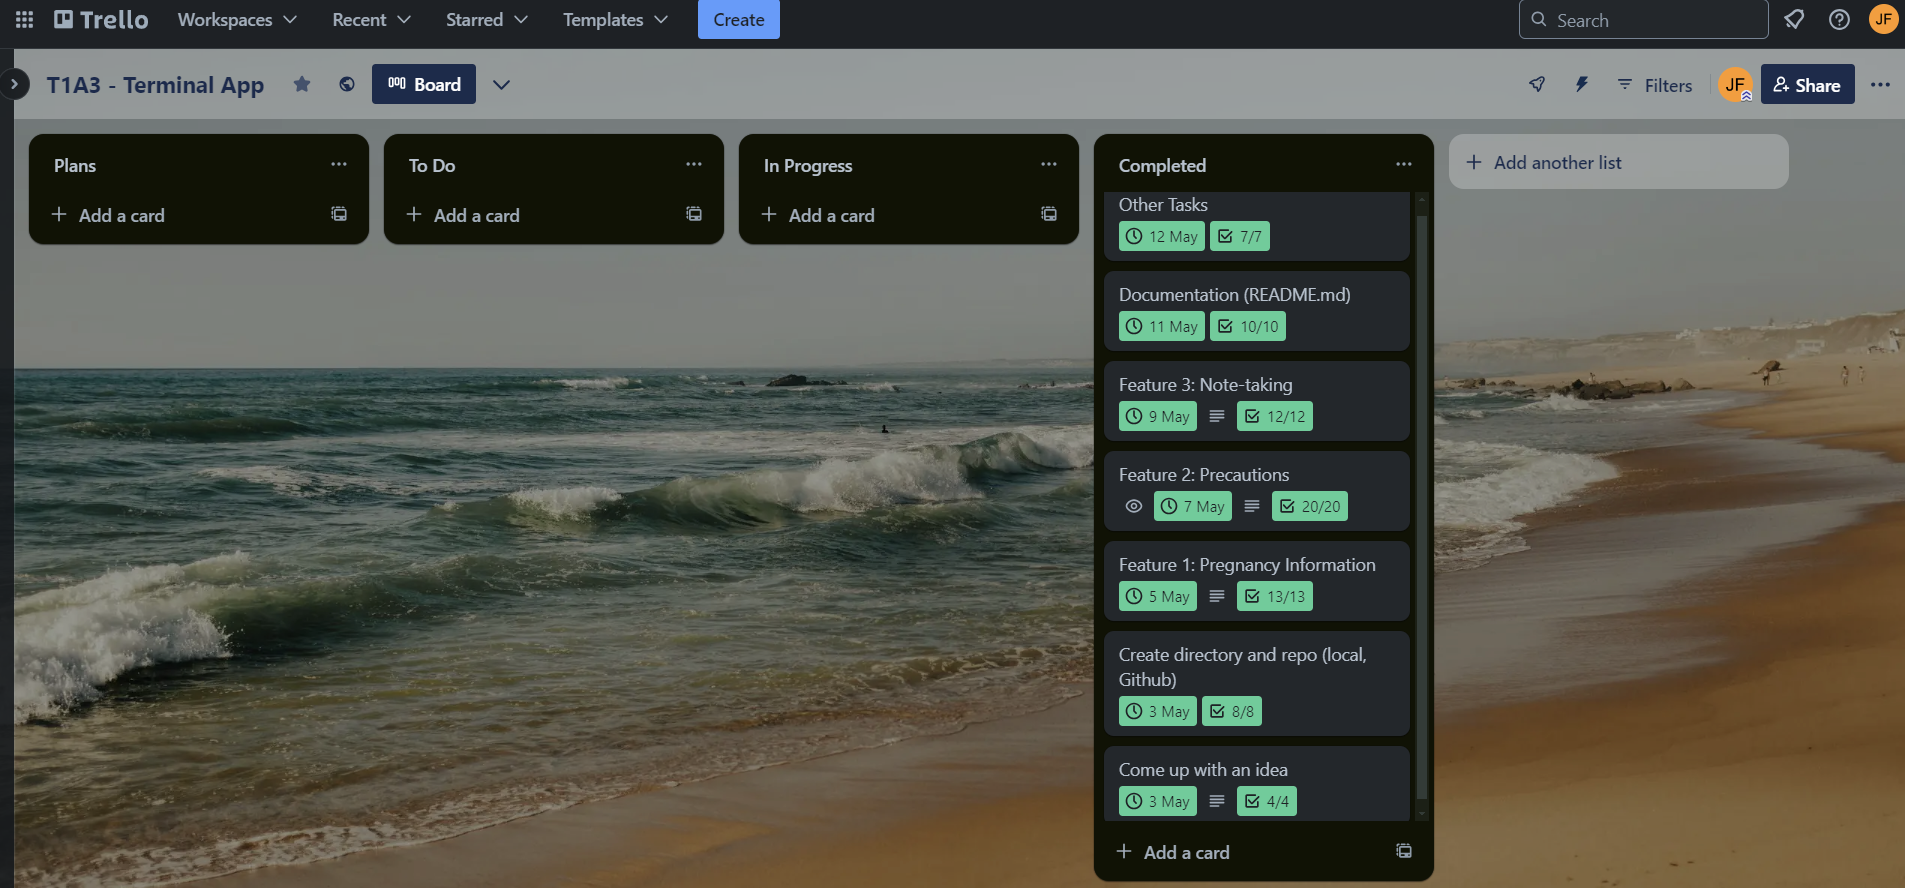 Trello
Workspaces
Recent
Starred
Templates
Create
Search
JF
T1A3 - Terminal App
Board
Filters
JF
Share
Plans
Add a card
To Do
Add a card
In Progress
Add a card
Completed
Other Tasks
12 May
7/7
Documentation (README.md)
11 May
10/10
Feature 3: Note-taking
9 May
12/12
Feature 2: Precautions
7 May
20/20
Feature 1: Pregnancy Information
5 May
13/13
Create directory and repo (local,
Github)
3 May
8/8
Come up with an idea
3 May
4/4
Add a card
Add another list